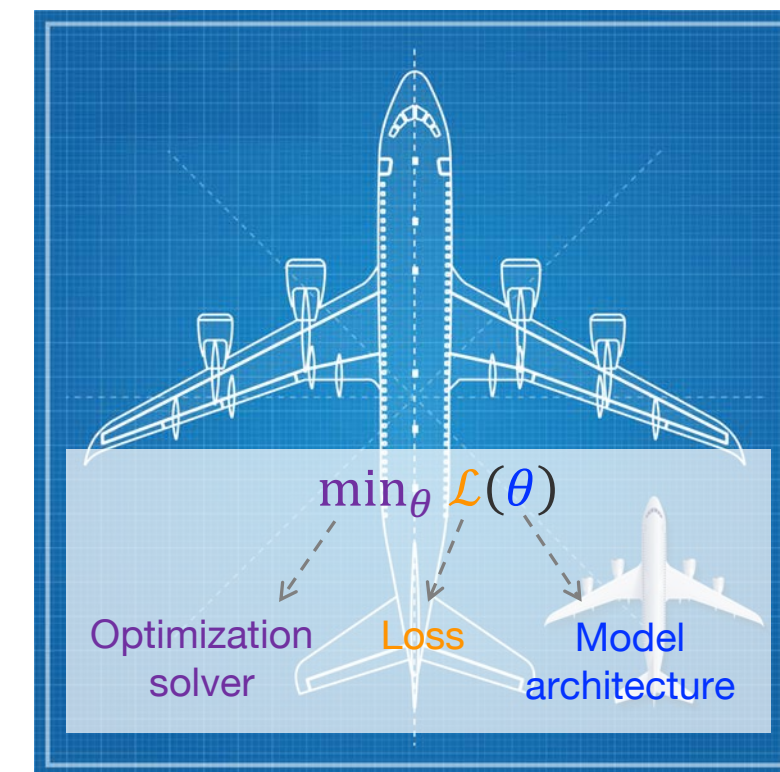 min_θ ℒ(θ)
Optimization
solver
Loss
Model
architecture